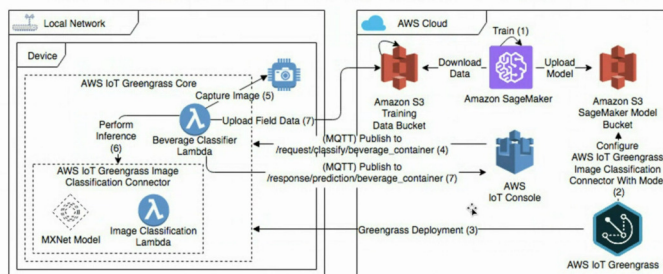 Local Network
Device
AWS IoT Greengrass Core
Capture Image (5)
Perform
Inference
(6)
Beverage Classifier
Lambda
Upload Field Data (7)
AWS IoT Greengrass Image
Classification Connector
MXNet Model
Image Classification
Lambda
(MQTT) Publish to
/request/classify/beverage_container (4)
(MQTT) Publish to
/response/prediction/beverage_container (7)
Greengrass Deployment (3)
AWS Cloud
Train (1)
Download
Data
Upload
Model
Amazon S3
Training
Data Bucket
Amazon SageMaker
Amazon S3
SageMaker Model
Bucket
Configure
AWS IoT Greengrass
Image Classification
Connector With Mode
(2)
AWS
IoT Console
AWS IoT Greengrass